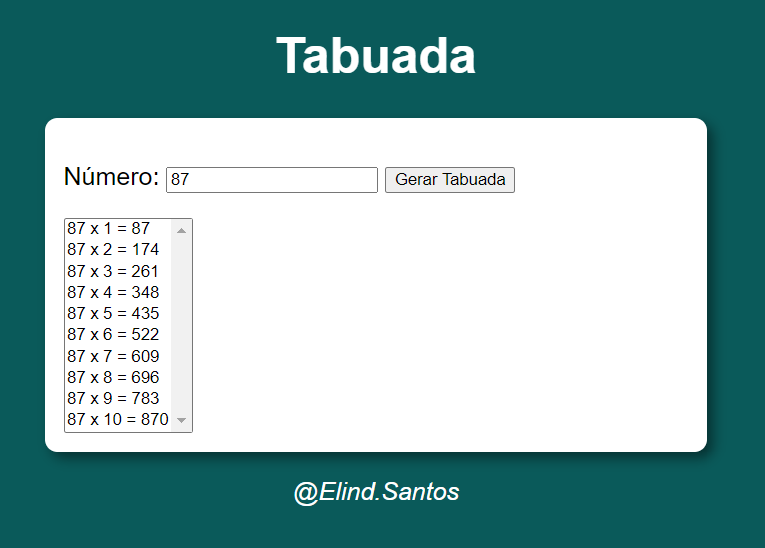 Tabuada
Número: 87 Gerar Tabuada
87 x 1 = 87
87 x 2 = 174
87 x 3 = 261
87 x 4 = 348
87 x 5 = 435
87 x 6 = 522
87 x 7 = 609
87 x 8 = 696
87 x 9 = 783
87 x 10 = 870
@Elind.Santos